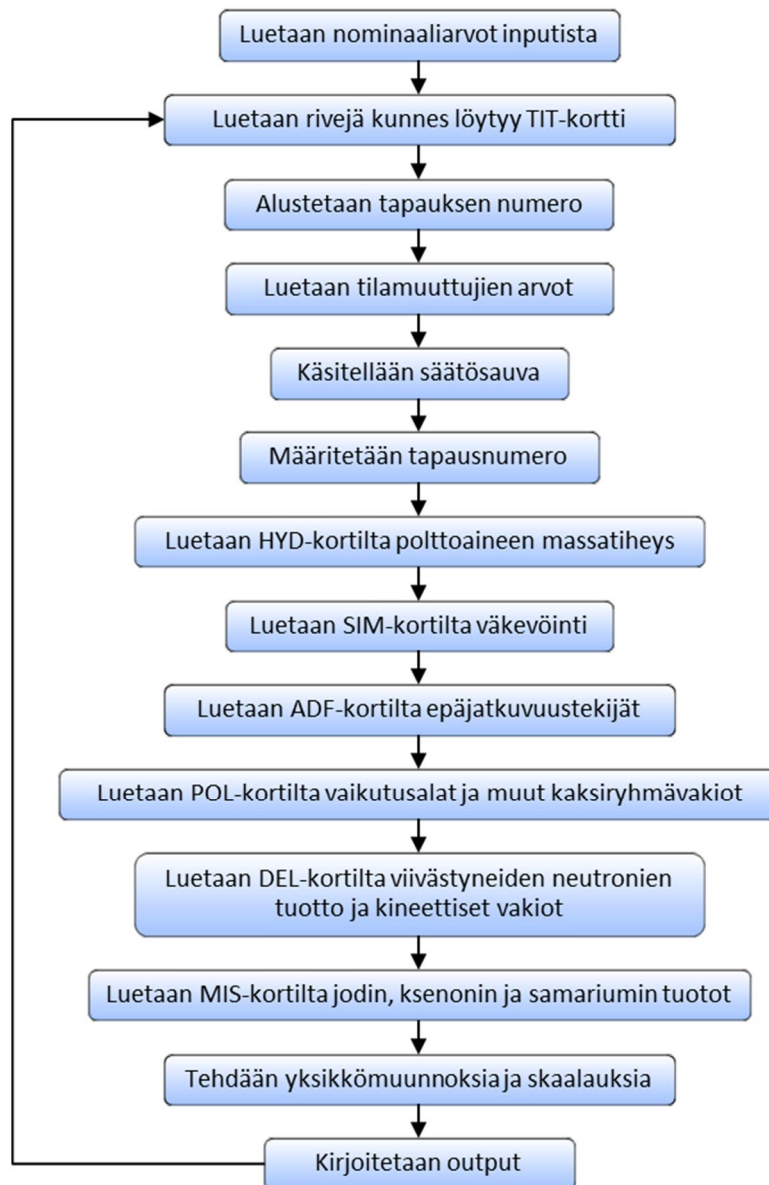 Luetaan nominaaliarvot inputista
Luetaan rivejä kunnes löytyy TIT-kortti
Alustetaan tapauksen numero
Luetaan tilamuuttujien arvot
Käsitellään säätösauva
Määritetään tapausnumero
Luetaan HYD-kortilta polttoaineen massatiheys
Luetaan SIM-kortilta väkevöinti
Luetaan ADF-kortilta epäjatkuvuustekijät
Luetaan POL-kortilta vaikutusalat ja muut kaksiryhmävakiot
Luetaan DEL-kortilta viivästyneiden neutronien
tuotto ja kineettiset vakiot
Luetaan MIS-kortilta jodin, ksenonin ja samariumin tuotot
Tehdään yksikkömuunnoksia ja skaalauksia
Kirjoitetaan output